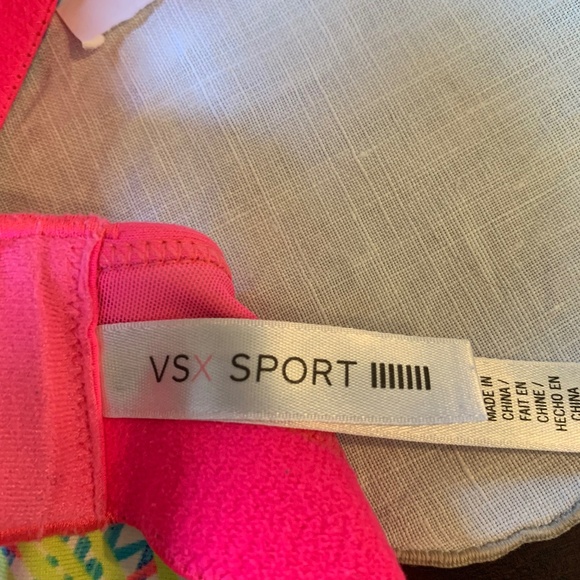 VSX SPORT
MADE IN
CHINA /
FAIT EN
CHINE /
HECHO EN
CHINA